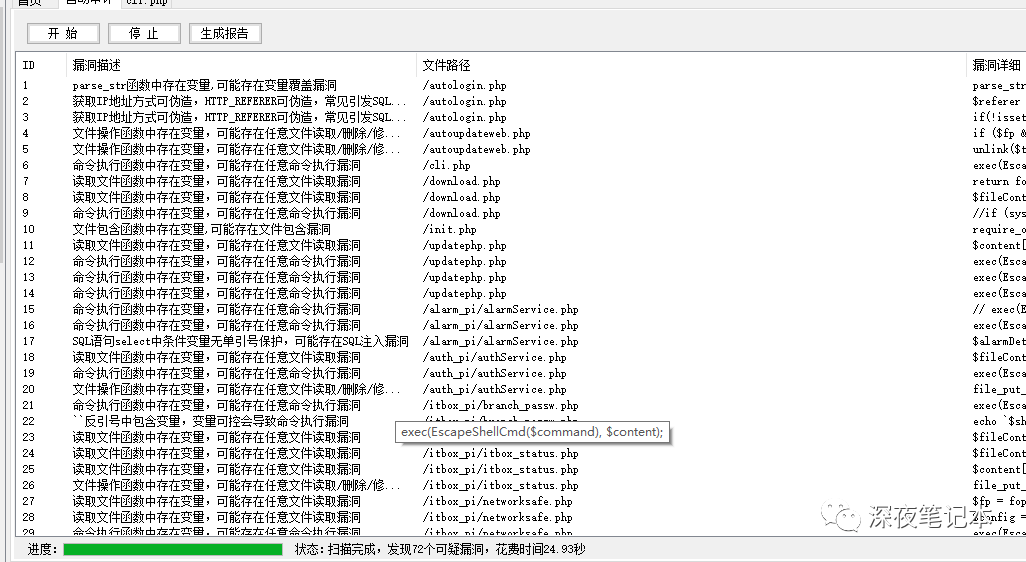 首页 自动审计 cli.php
开 始 停 止 生成报告
ID 漏洞描述 文件路径 漏洞详细
1 parse_str函数中存在变量,可能存在变量覆盖漏洞 /autologin.php parse_str
2 获取IP地址方式可伪造，HTTP_REFERER可伪造，常见引发SQL... /autologin.php $referer
3 获取IP地址方式可伪造，HTTP_REFERER可伪造，常见引发SQL... /autologin.php if(!isset
4 文件操作函数中存在变量，可能存在任意文件读取/删除/修... /autoupdateweb.php if ($fp &
5 文件操作函数中存在变量，可能存在任意文件读取/删除/修... /autoupdateweb.php unlink($t
6 命令执行函数中存在变量，可能存在任意命令执行漏洞 /cli.php exec(Esca
7 读取文件函数中存在变量，可能存在任意文件读取漏洞 /download.php return fo
8 读取文件函数中存在变量，可能存在任意文件读取漏洞 /download.php $fileCont
9 命令执行函数中存在变量，可能存在任意命令执行漏洞 /download.php //if (sys
10 文件包含函数中存在变量,可能存在文件包含漏洞 /init.php require_o
11 读取文件函数中存在变量，可能存在任意文件读取漏洞 /updatephp.php $content[
12 命令执行函数中存在变量，可能存在任意命令执行漏洞 /updatephp.php exec(Esca
13 命令执行函数中存在变量，可能存在任意命令执行漏洞 /updatephp.php exec(Esca
14 命令执行函数中存在变量，可能存在任意命令执行漏洞 /updatephp.php exec(Esca
15 命令执行函数中存在变量，可能存在任意命令执行漏洞 /alarm_pi/alarmService.php // exec(E
16 命令执行函数中存在变量，可能存在任意命令执行漏洞 /alarm_pi/alarmService.php exec(Esca
17 SQL语句select中条件变量无单引号保护，可能存在SQL注入漏洞 /alarm_pi/alarmService.php $alarmDet
18 读取文件函数中存在变量，可能存在任意文件读取漏洞 /auth_pi/authService.php $fileCont
19 命令执行函数中存在变量，可能存在任意命令执行漏洞 /auth_pi/authService.php exec(Esca
20 文件操作函数中存在变量，可能存在任意文件读取/删除/修... /auth_pi/authService.php file_put_
21 命令执行函数中存在变量，可能存在任意命令执行漏洞 /itbox_pi/branch_passw.php exec(Esca
22 ``反引号中包含变量，变量可控会导致命令执行漏洞 echo `$sh
exec(EscapeShellCmd($command), $content);
23 读取文件函数中存在变量，可能存在任意文件读取漏洞 $fileCont
24 读取文件函数中存在变量，可能存在任意文件读取漏洞 /itbox_pi/itbox_status.php $fileCont
25 读取文件函数中存在变量，可能存在任意文件读取漏洞 /itbox_pi/itbox_status.php $content[
26 文件操作函数中存在变量，可能存在任意文件读取/删除/修... /itbox_pi/itbox_status.php file_put_
27 读取文件函数中存在变量，可能存在任意文件读取漏洞 /itbox_pi/networksafe.php $fp = fop
28 读取文件函数中存在变量，可能存在任意文件读取漏洞 /itbox_pi/networksafe.php $config =
29 命令执行函数中存在变量，可能存在任意命令执行漏洞 /itbox_pi/networksafe.php
深夜笔记本
进度： 状态：扫描完成，发现72个可疑漏洞，花费时间24.93秒